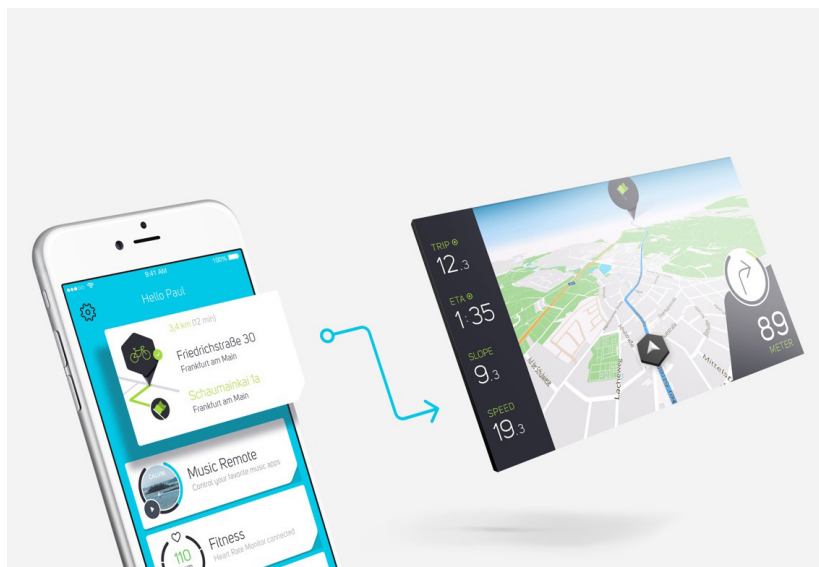 9:41 AM
100%
Hello Paul
3,4 km (12 min)
Friedrichstraße 30
Frankfurt am Main
Schaumainkai 1a
Frankfurt am Main
Music Remote
Control your favorite music apps
Fitness
Heart Rate Monitor connected
110
TRIP
12.3
ETA
1:35
SLOPE
9.3
SPEED
19.3
Lacheweg
89
METER